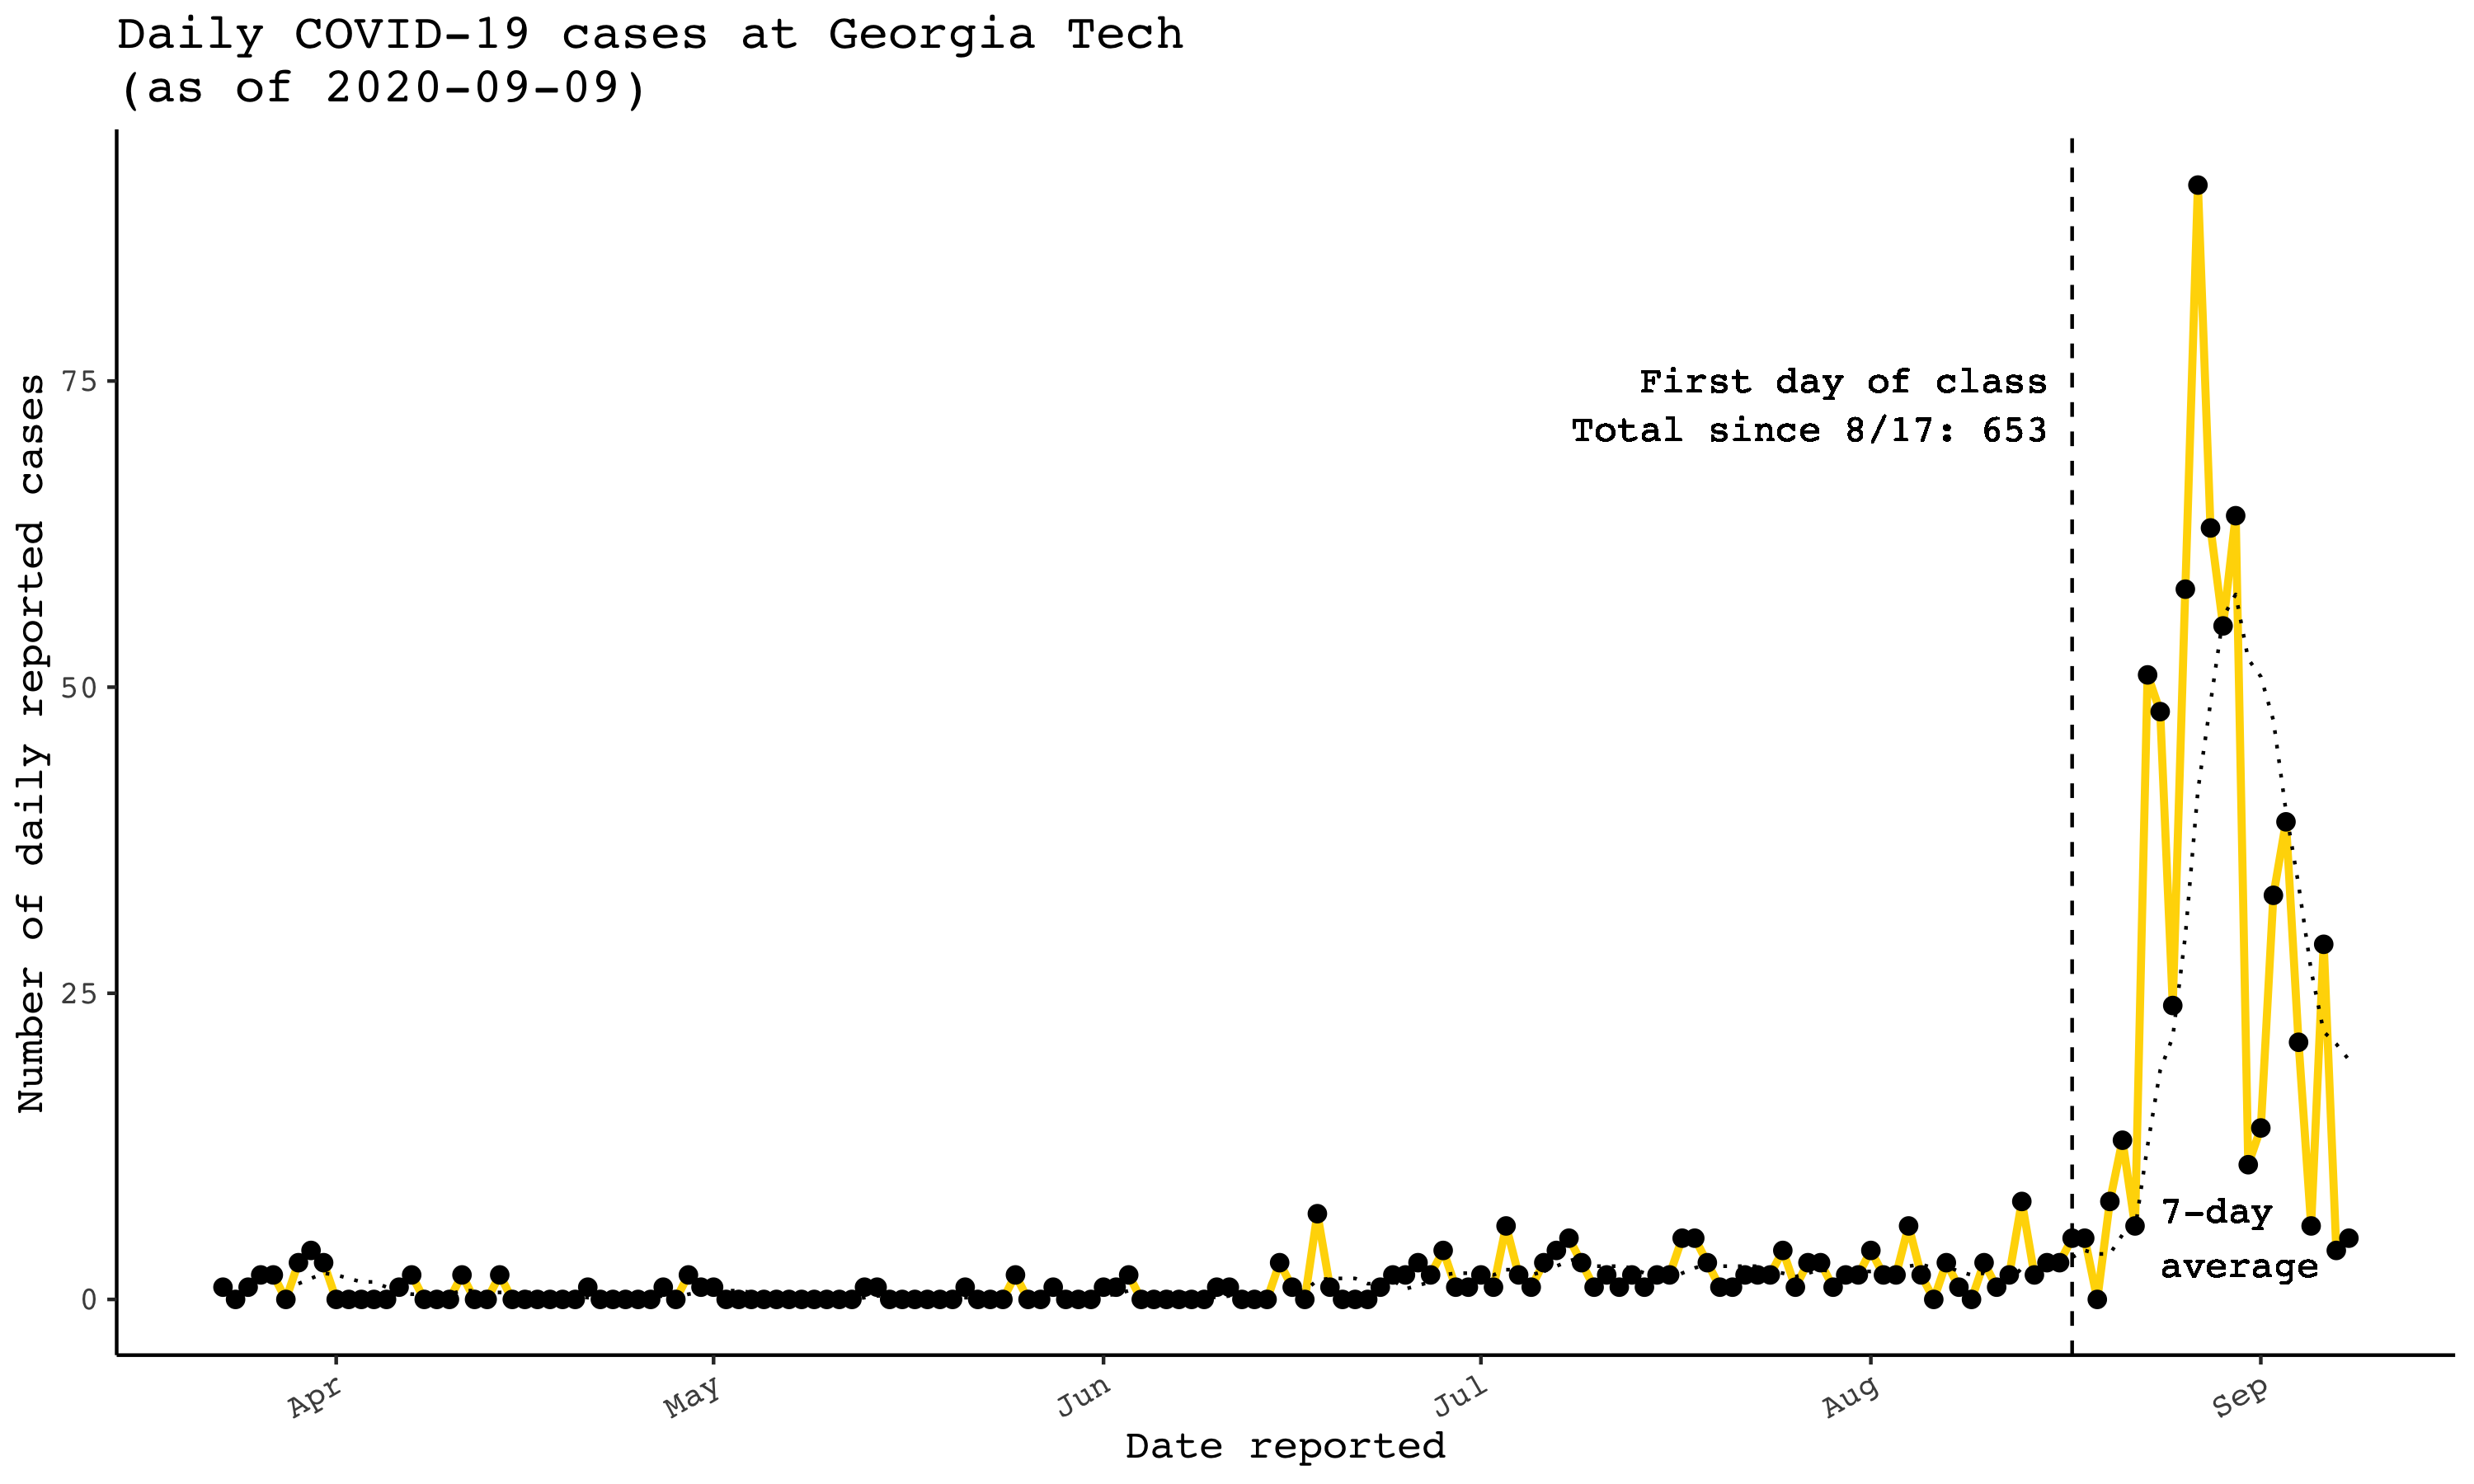 Daily COVID-19 cases at Georgia Tech
(as of 2020-09-09)
Number of daily reported cases
75
50
25
0
First day of class
Total since 8/17: 653
7-day
average
Apr
May
Jun
Jul
Aug
Sep
Date reported